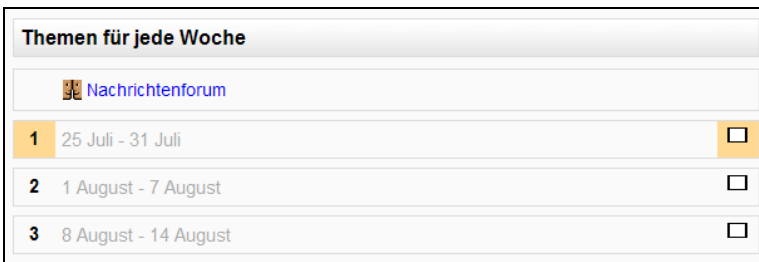 Themen für jede Woche
Nachrichtenforum
1 25 Juli - 31 Juli
2 1 August - 7 August
3 8 August - 14 August